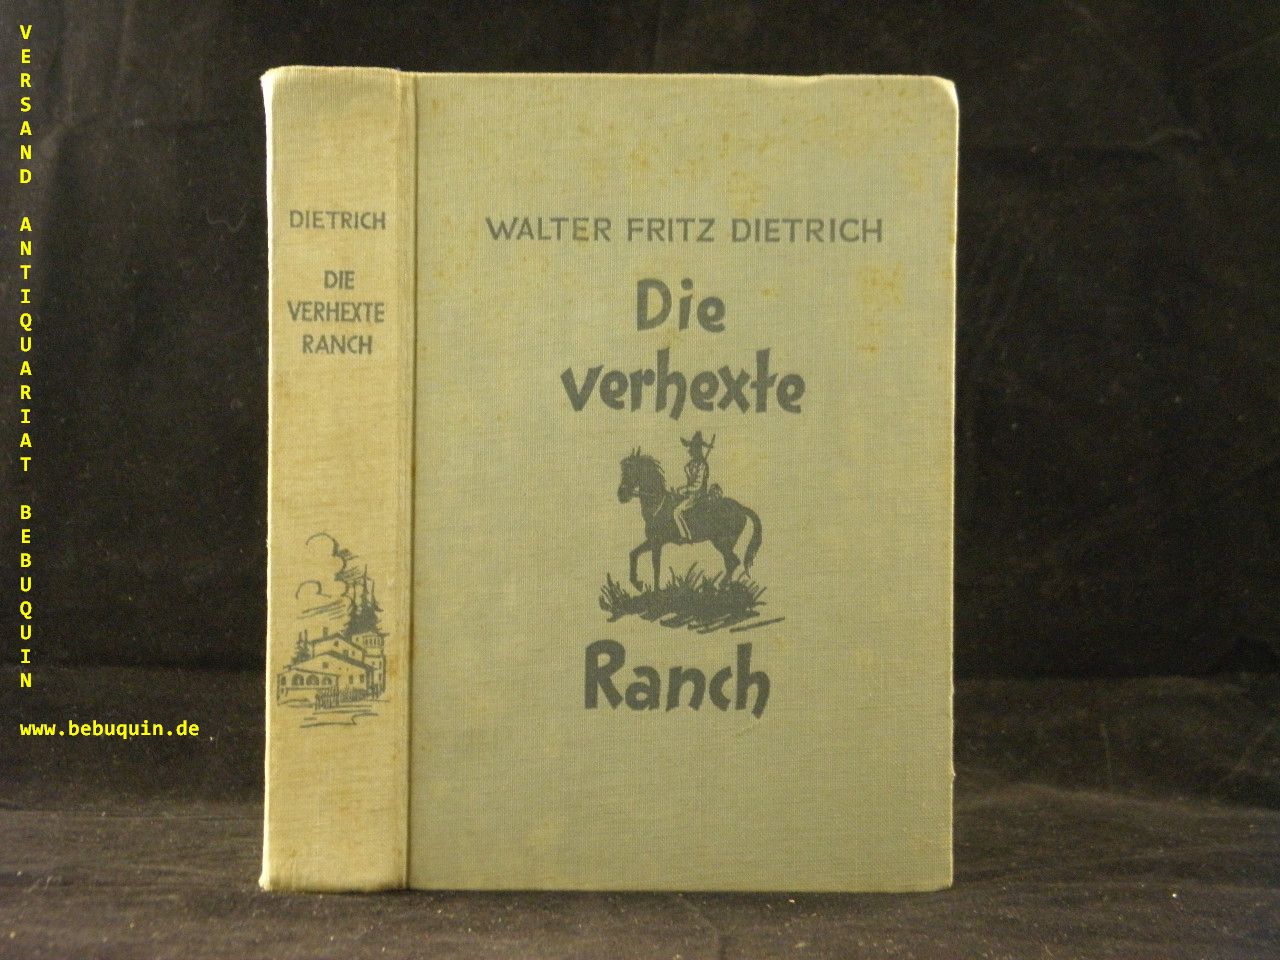 VERSAND ANTIQUARIAT BEBUQUIN
www.bebuquin.de
DIETRICH
DIE
VERHEXTE
RANCH
WALTER FRITZ DIETRICH
Die
verhexte
Ranch